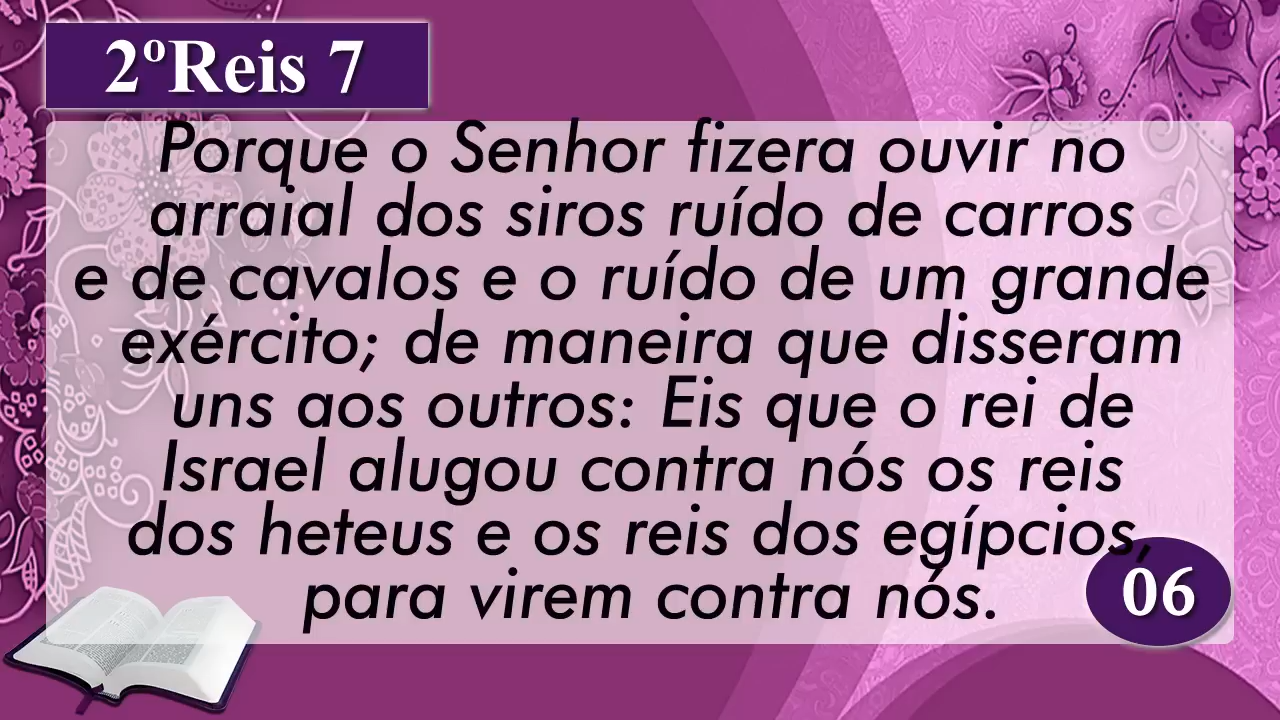 2ºReis 7
Porque o Senhor fizera ouvir no
arraial dos siros ruído de carros
e de cavalos e o ruído de um grande
exército; de maneira que disseram
uns aos outros: Eis que o rei de
Israel alugou contra nós os reis
dos heteus e os reis dos egípcios,
para virem contra nós.
06